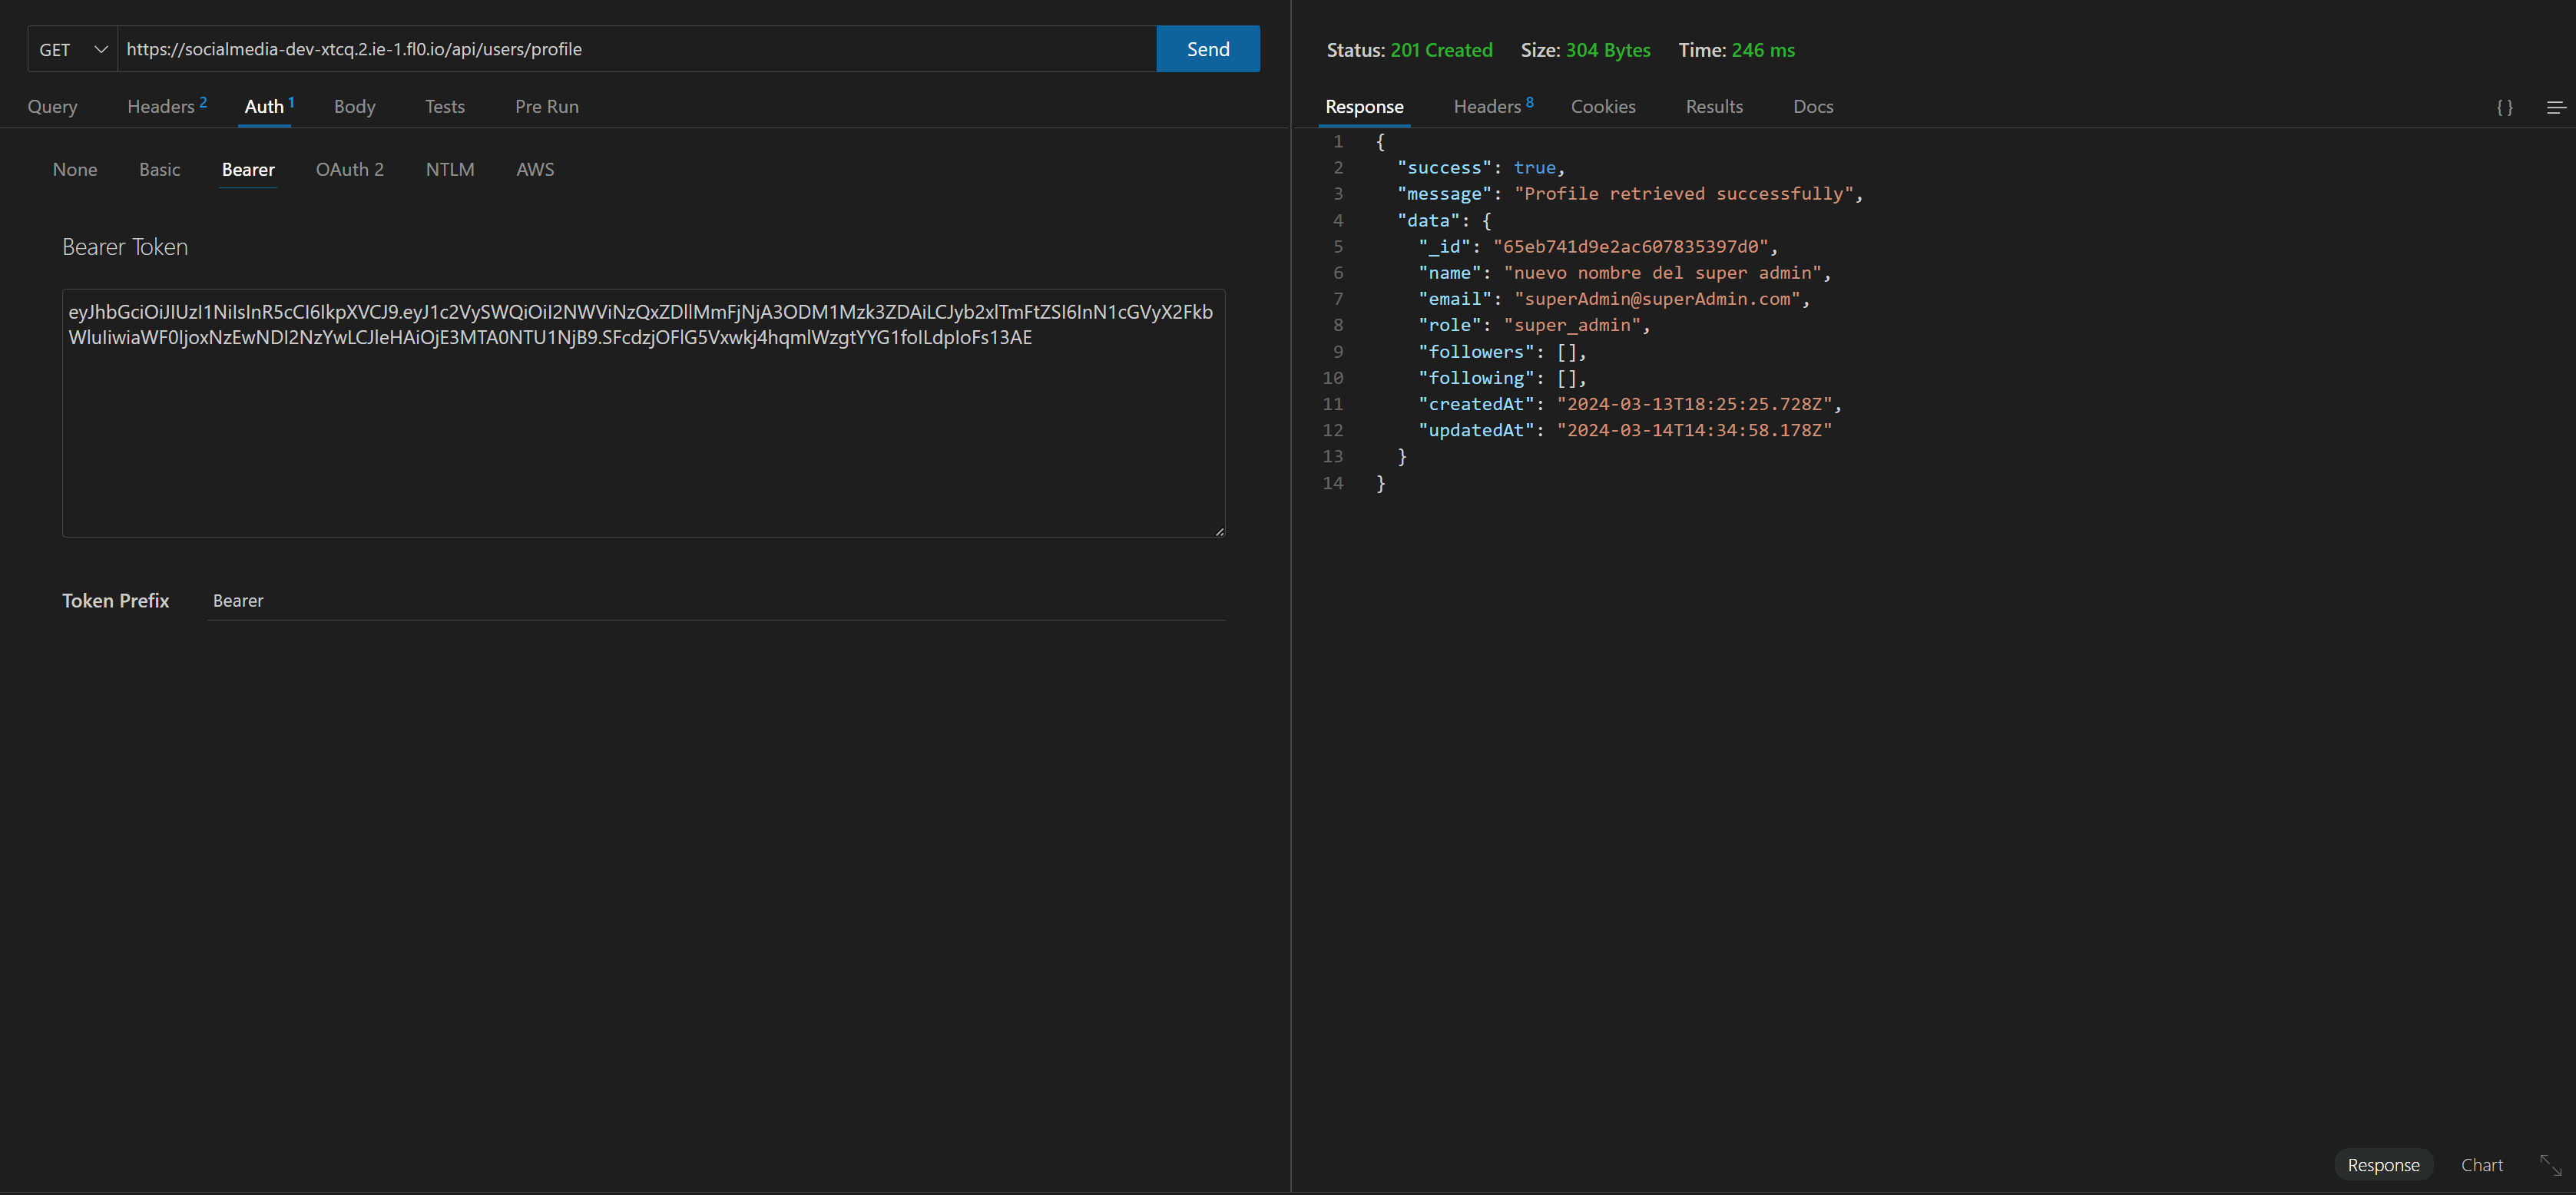 GET https://socialmedia-dev-xtcq.2.ie-1.fl0.io/api/users/profile Send
Query Headers 2 Auth 1 Body Tests Pre Run
None Basic Bearer OAuth 2 NTLM AWS
Bearer Token
eyJhbGciOiJIUzI1NiIsInR5cCI6IkpXVCJ9.eyJ1c2VySWQiOiI2NWViNzQxZDllMmFjNjA3ODM1Mzk3ZDAiLCJyb2xlTmFtZSI6InN1cGVyX2Fkb
WluIiwiaWF0IjoxNzEwNDI2NzYwLCJleHAiOjE3MTA0NTU1NjB9.SFcdzjOFlG5Vxwkj4hqmlWzgtYYG1foILdpIoFs13AE
Token Prefix Bearer
Status: 201 Created Size: 304 Bytes Time: 246 ms
Response Headers 8 Cookies Results Docs { }
1 {
2 "success": true,
3 "message": "Profile retrieved successfully",
4 "data": {
5 "_id": "65eb741d9e2ac607835397d0",
6 "name": "nuevo nombre del super admin",
7 "email": "superAdmin@superAdmin.com",
8 "role": "super_admin",
9 "followers": [],
10 "following": [],
11 "createdAt": "2024-03-13T18:25:25.728Z",
12 "updatedAt": "2024-03-14T14:34:58.178Z"
13 }
14 }
Response Chart